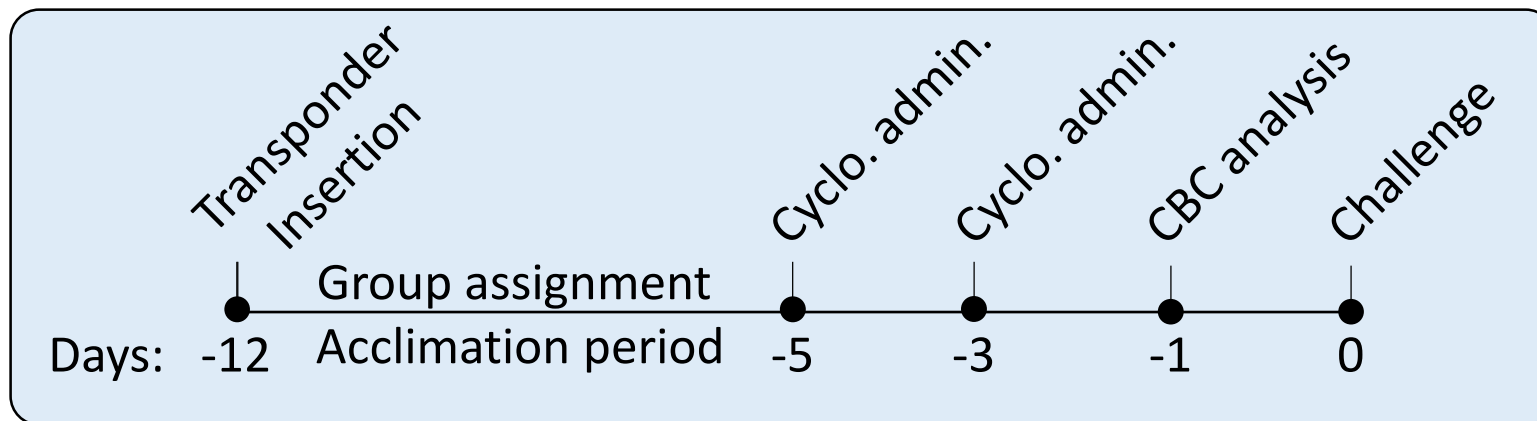 Transponder
Insertion
Cyclo. admin.
Cyclo. admin.
CBC analysis
Challenge
Group assignment
Acclimation period
Days: -12 -5 -3 -1 0